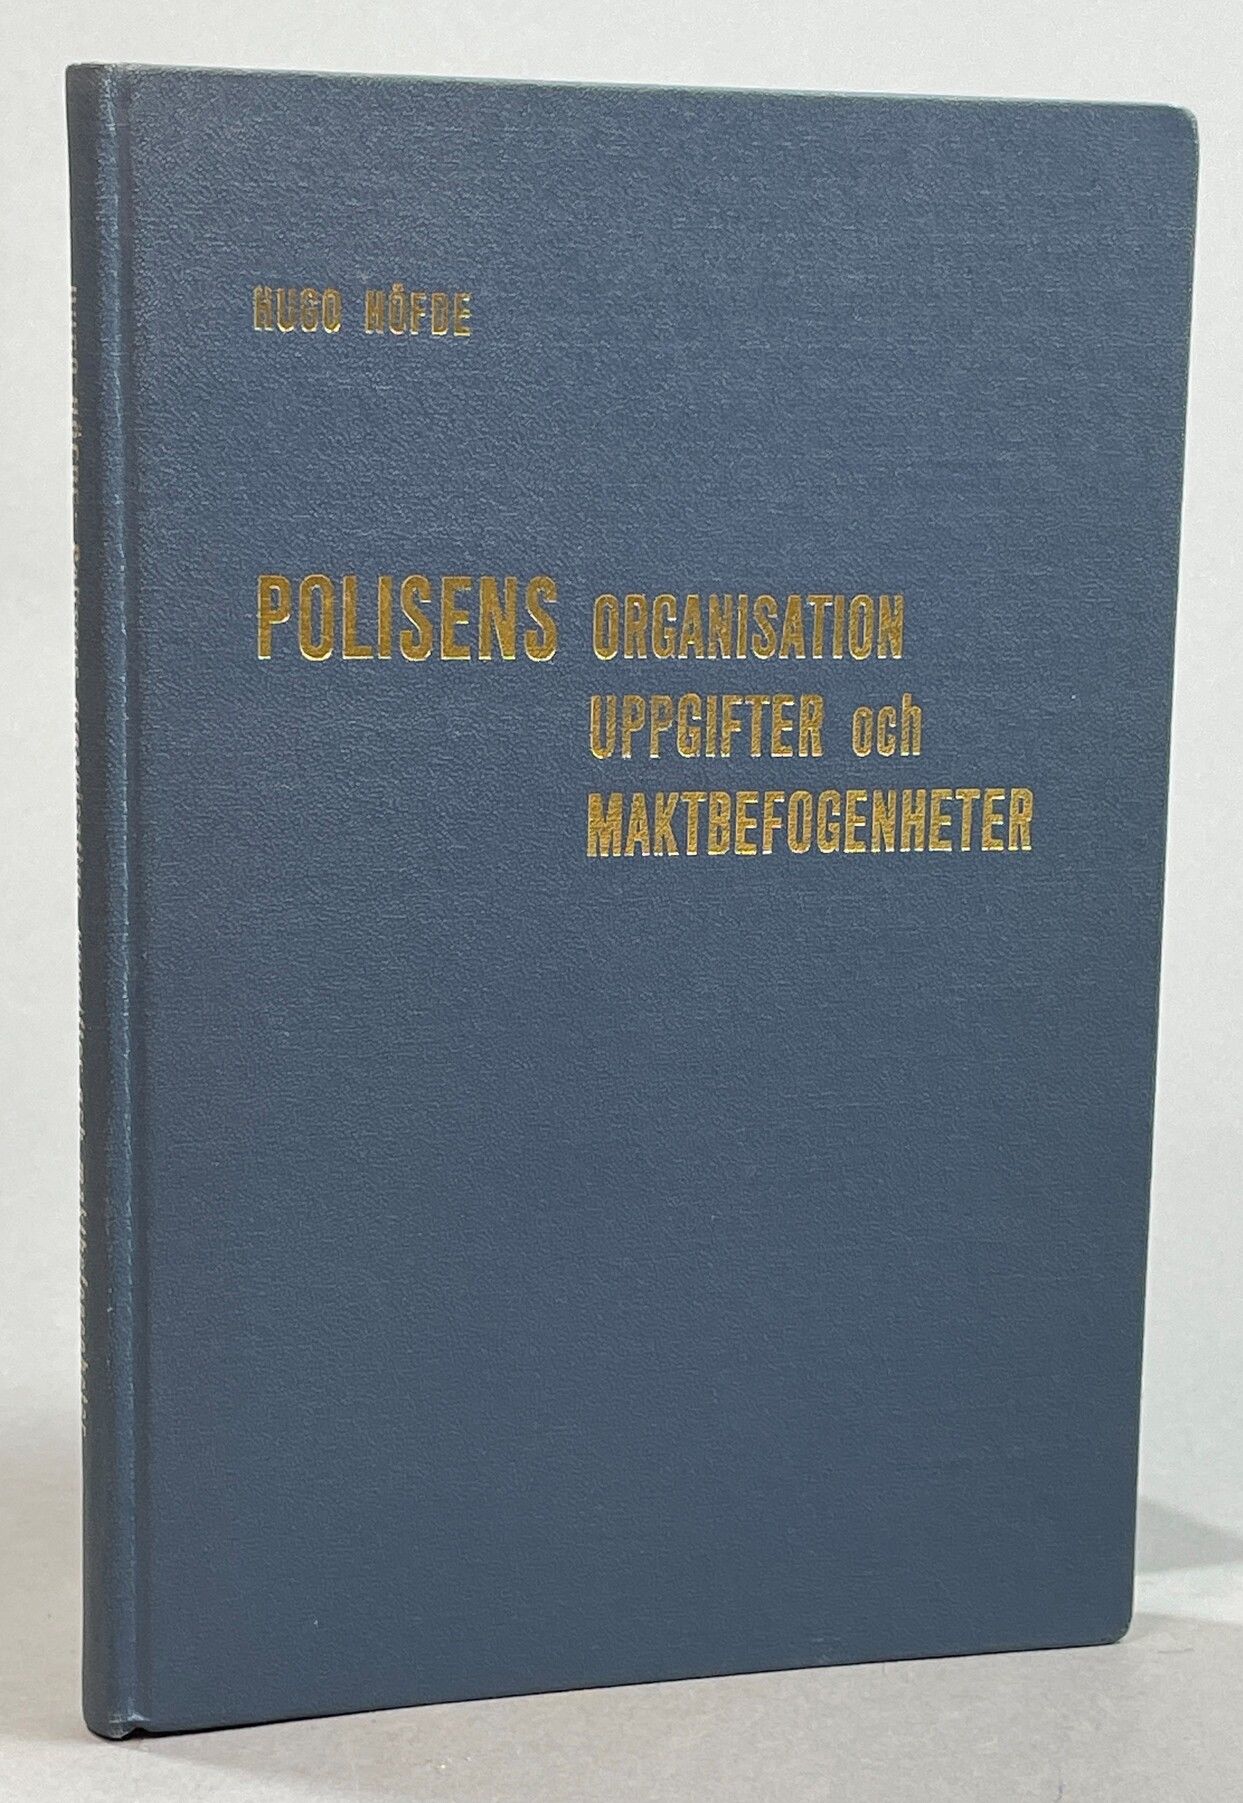 HUGO HÖFDE
POLISENS ORGANISATION
UPPGIFTER och
MAKTBEFOGENHETER